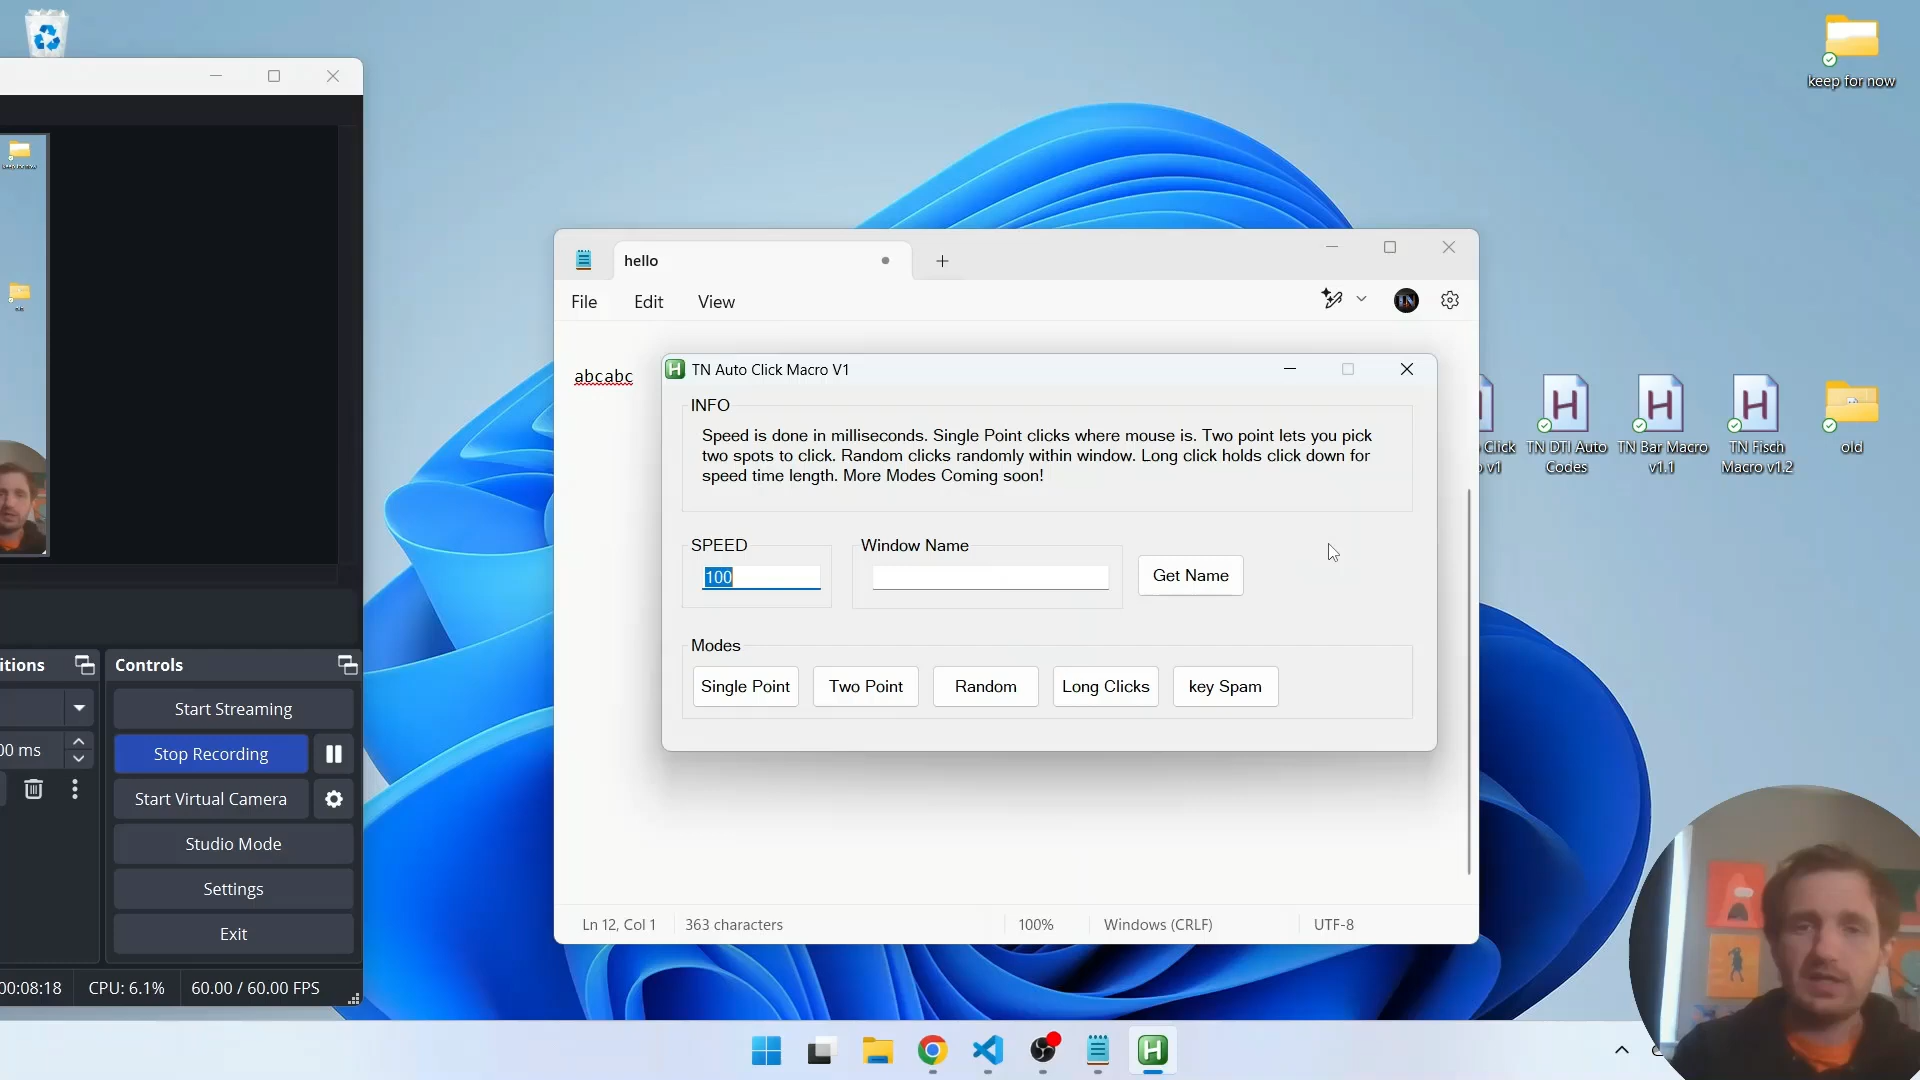 keep for now
hello
File Edit View
TN
abcabc
TN Auto Click Macro V1
INFO
Speed is done in milliseconds. Single Point clicks where mouse is. Two point lets you pick
two spots to click. Random clicks randomly within window. Long click holds click down for
speed time length. More Modes Coming soon!
SPEED
100
Window Name
Get Name
Modes
Single Point
Two Point
Random
Long Clicks
key Spam
Click
v1
TN DTI Auto
Codes
TN Bar Macro
v1.1
TN Fisch
Macro v1.2
old
Ln 12, Col 1
363 characters
100%
Windows (CRLF)
UTF-8
itions
00 ms
Controls
Start Streaming
Stop Recording
Start Virtual Camera
Studio Mode
Settings
Exit
00:08:18
CPU: 6.1%
60.00 / 60.00 FPS